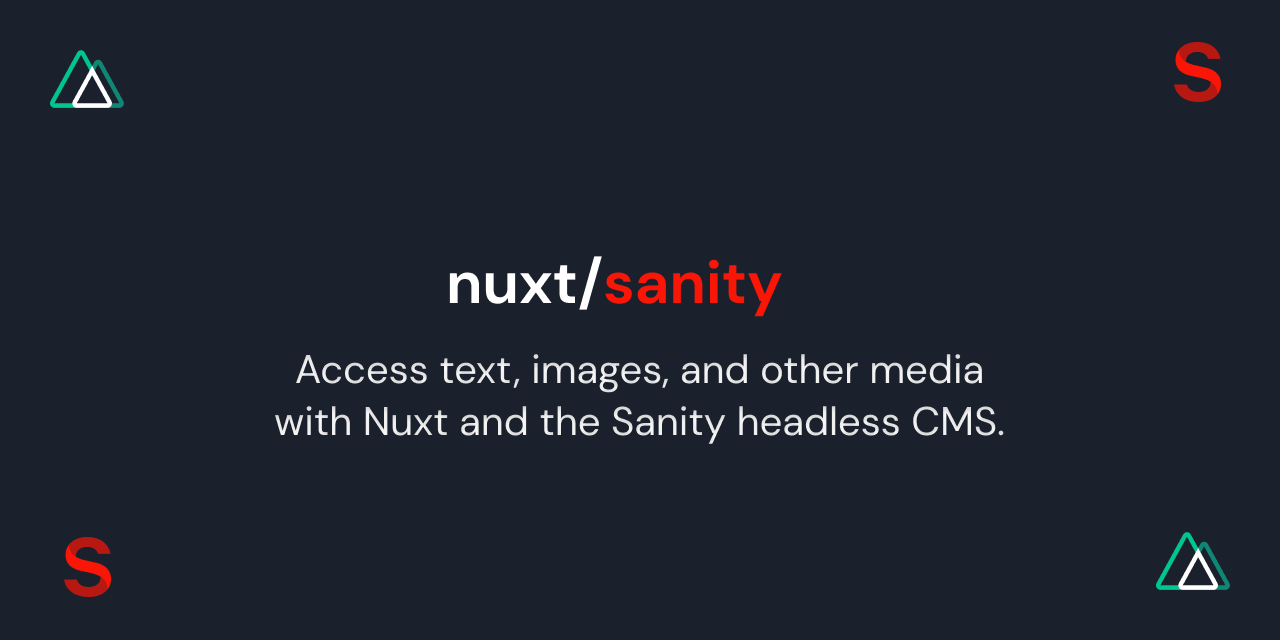 S
nuxt/sanity
Access text, images, and other media
with Nuxt and the Sanity headless CMS.
S